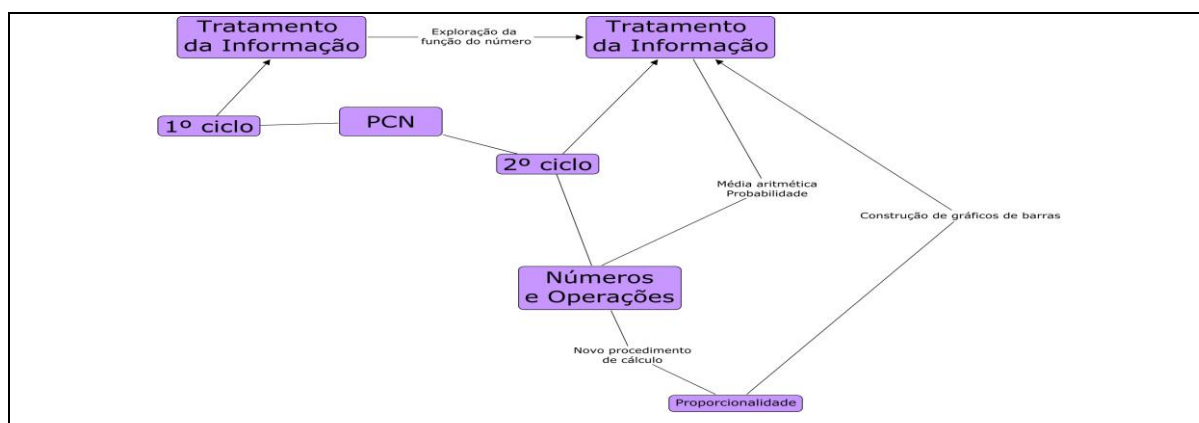 Tratamento
da Informação
Exploração da
função do número
Tratamento
da Informação
1º ciclo
PCN
2º ciclo
Média aritmética
Probabilidade
Construção de gráficos de barras
Números
e Operações
Novo procedimento
de cálculo
Proporcionalidade